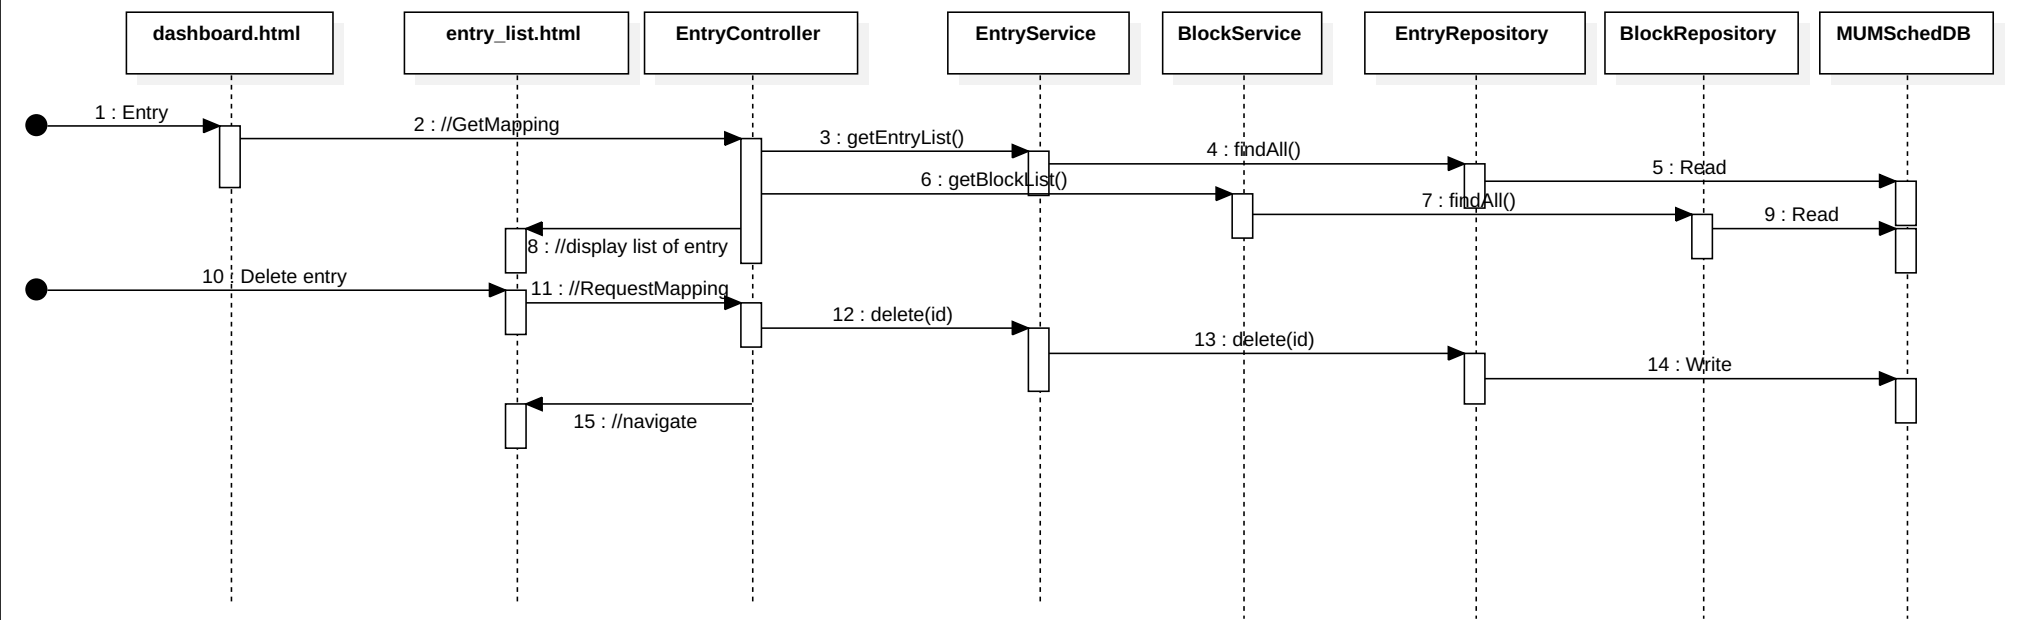 dashboard.html
entry_list.html
EntryController
EntryService
BlockService
EntryRepository
BlockRepository
MUMSchedDB
1 : Entry
2 : //GetMapping
3 : getEntryList()
4 : findAll()
5 : Read
6 : getBlockList()
7 : findAll()
9 : Read
8 : //display list of entry
10 : Delete entry
11 : //RequestMapping
12 : delete(id)
13 : delete(id)
14 : Write
15 : //navigate